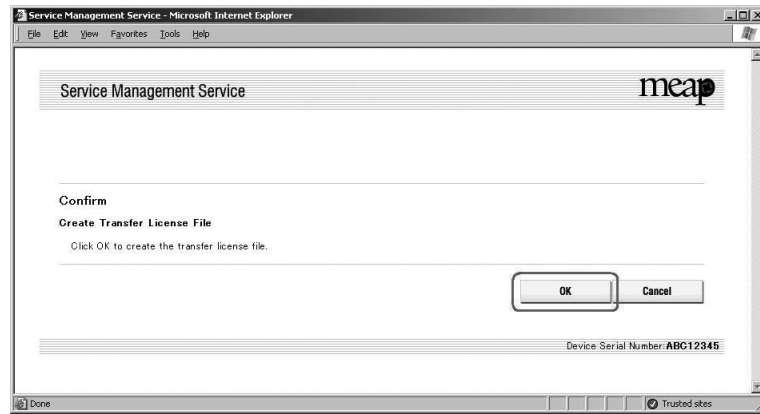 Service Management Service - Microsoft Internet Explorer
File Edit View Favorites Tools Help
Service Management Service
meap
Confirm
Create Transfer License File
Click OK to create the transfer license file.
OK Cancel
Device Serial Number:ABC12345
Done Trusted sites